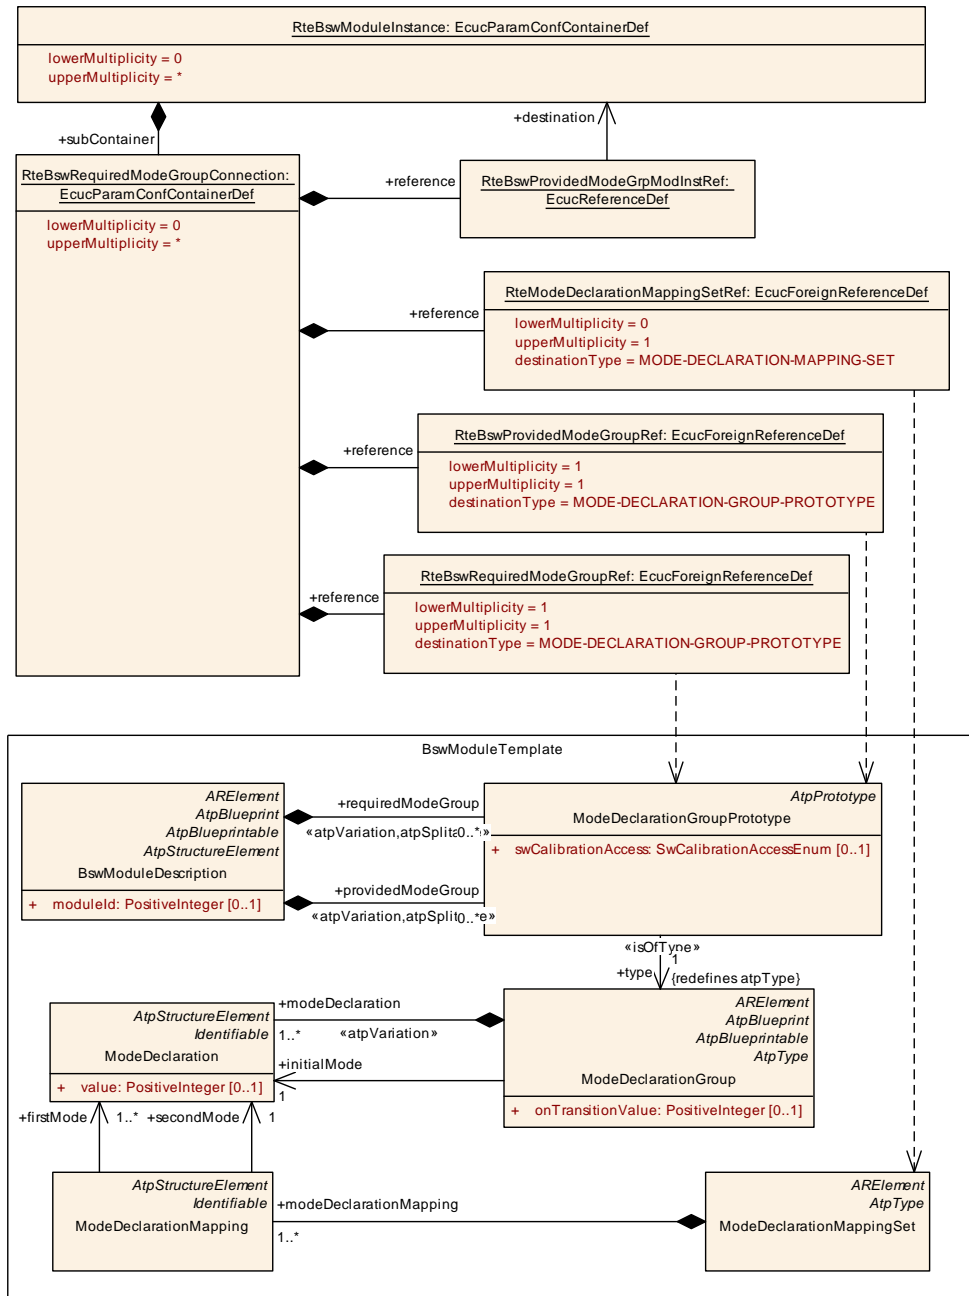 RteBswModuleInstance: EcucParamConfContainerDef
lowerMultiplicity = 0
upperMultiplicity = *
+destination
+subContainer
RteBswRequiredModeGroupConnection:
EcucParamConfContainerDef
lowerMultiplicity = 0
upperMultiplicity = *
+reference
RteBswProvidedModeGrpModInstRef:
EcucReferenceDef
+reference
RteModeDeclarationMappingSetRef: EcucForeignReferenceDef
lowerMultiplicity = 0
upperMultiplicity = 1
destinationType = MODE-DECLARATION-MAPPING-SET
+reference
RteBswProvidedModeGroupRef: EcucForeignReferenceDef
lowerMultiplicity = 1
upperMultiplicity = 1
destinationType = MODE-DECLARATION-GROUP-PROTOTYPE
+reference
RteBswRequiredModeGroupRef: EcucForeignReferenceDef
lowerMultiplicity = 1
upperMultiplicity = 1
destinationType = MODE-DECLARATION-GROUP-PROTOTYPE
BswModuleTemplate
ARElement
AtpBlueprint
AtpBlueprintable
AtpStructureElement
BswModuleDescription
+ moduleId: PositiveInteger [0..1]
+requiredModeGroup
«atpVariation,atpSplita0..*»
+providedModeGroup
«atpVariation,atpSplit0..*e»
AtpPrototype
ModeDeclarationGroupPrototype
+ swCalibrationAccess: SwCalibrationAccessEnum [0..1]
«isOfType»
1
+type
{redefines atpType}
AtpStructureElement
Identifiable
ModeDeclaration
+ value: PositiveInteger [0..1]
+modeDeclaration
1..*
«atpVariation»
+initialMode
1
ARElement
AtpBlueprint
AtpBlueprintable
AtpType
ModeDeclarationGroup
+ onTransitionValue: PositiveInteger [0..1]
+firstMode
1..*
+secondMode
1
AtpStructureElement
Identifiable
ModeDeclarationMapping
+modeDeclarationMapping
1..*
ARElement
AtpType
ModeDeclarationMappingSet